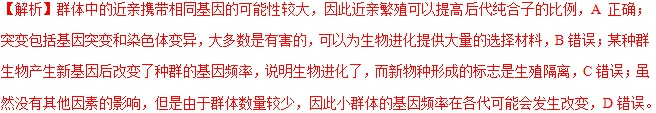 【解析】群体中的近亲携带相同基因的可能性较大，因此近亲繁殖可以提高后代纯合子的比例，A 正确；
突变包括基因突变和染色体变异，大多数是有害的，可以为生物进化提供大量的选择材料，B 错误；某种群
生物产生新基因后改变了种群的基因频率，说明生物进化了，而新物种形成的标志是生殖隔离，C错误；虽
然没有其他因素的影响，但是由于群体数量较少，因此小群体的基因频率在各代可能会发生改变，D 错误。